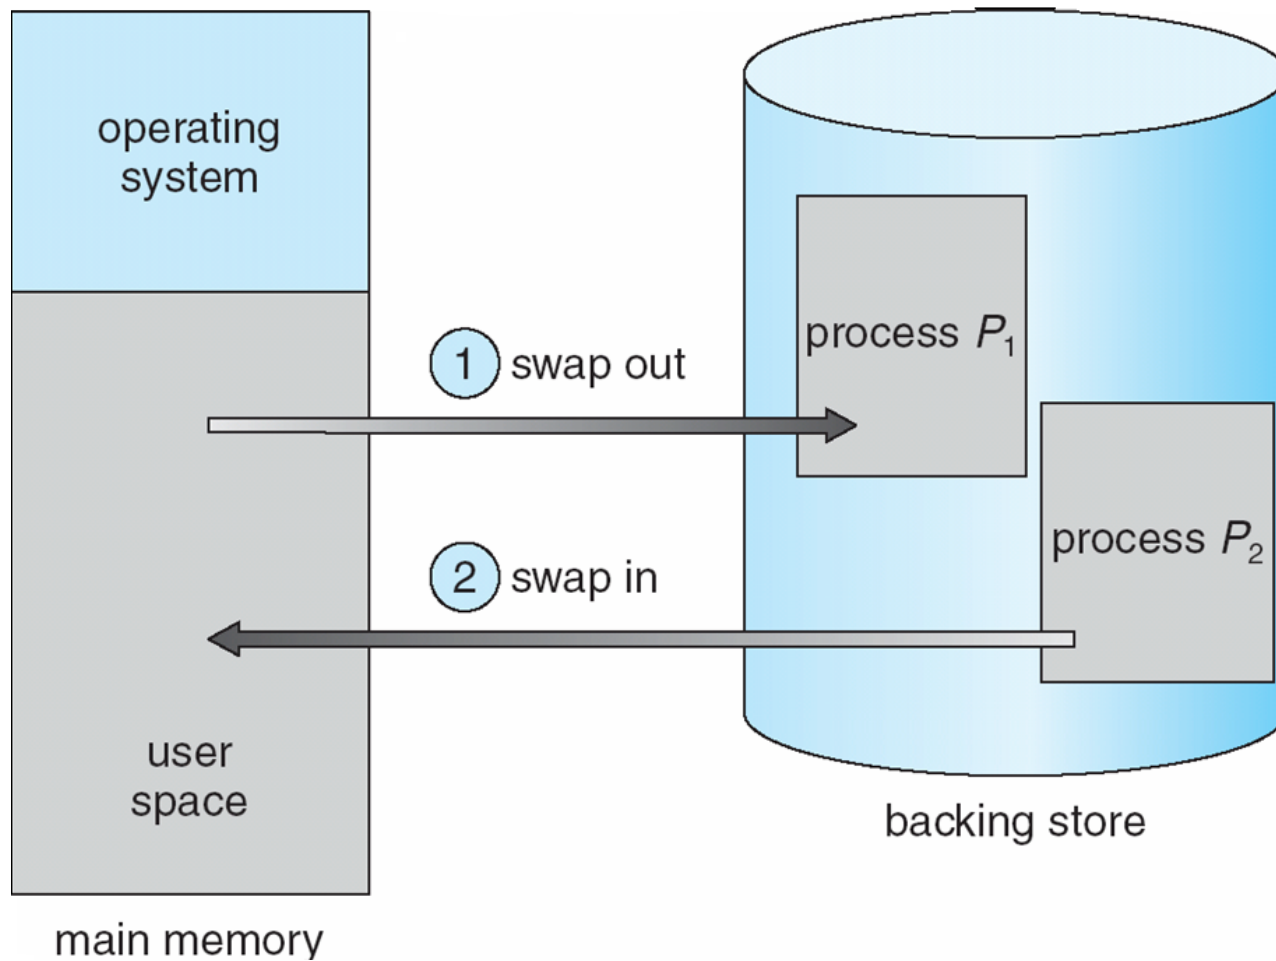 operating
system
1 swap out
process P₁
2 swap in
process P₂
user
space
backing store
main memory